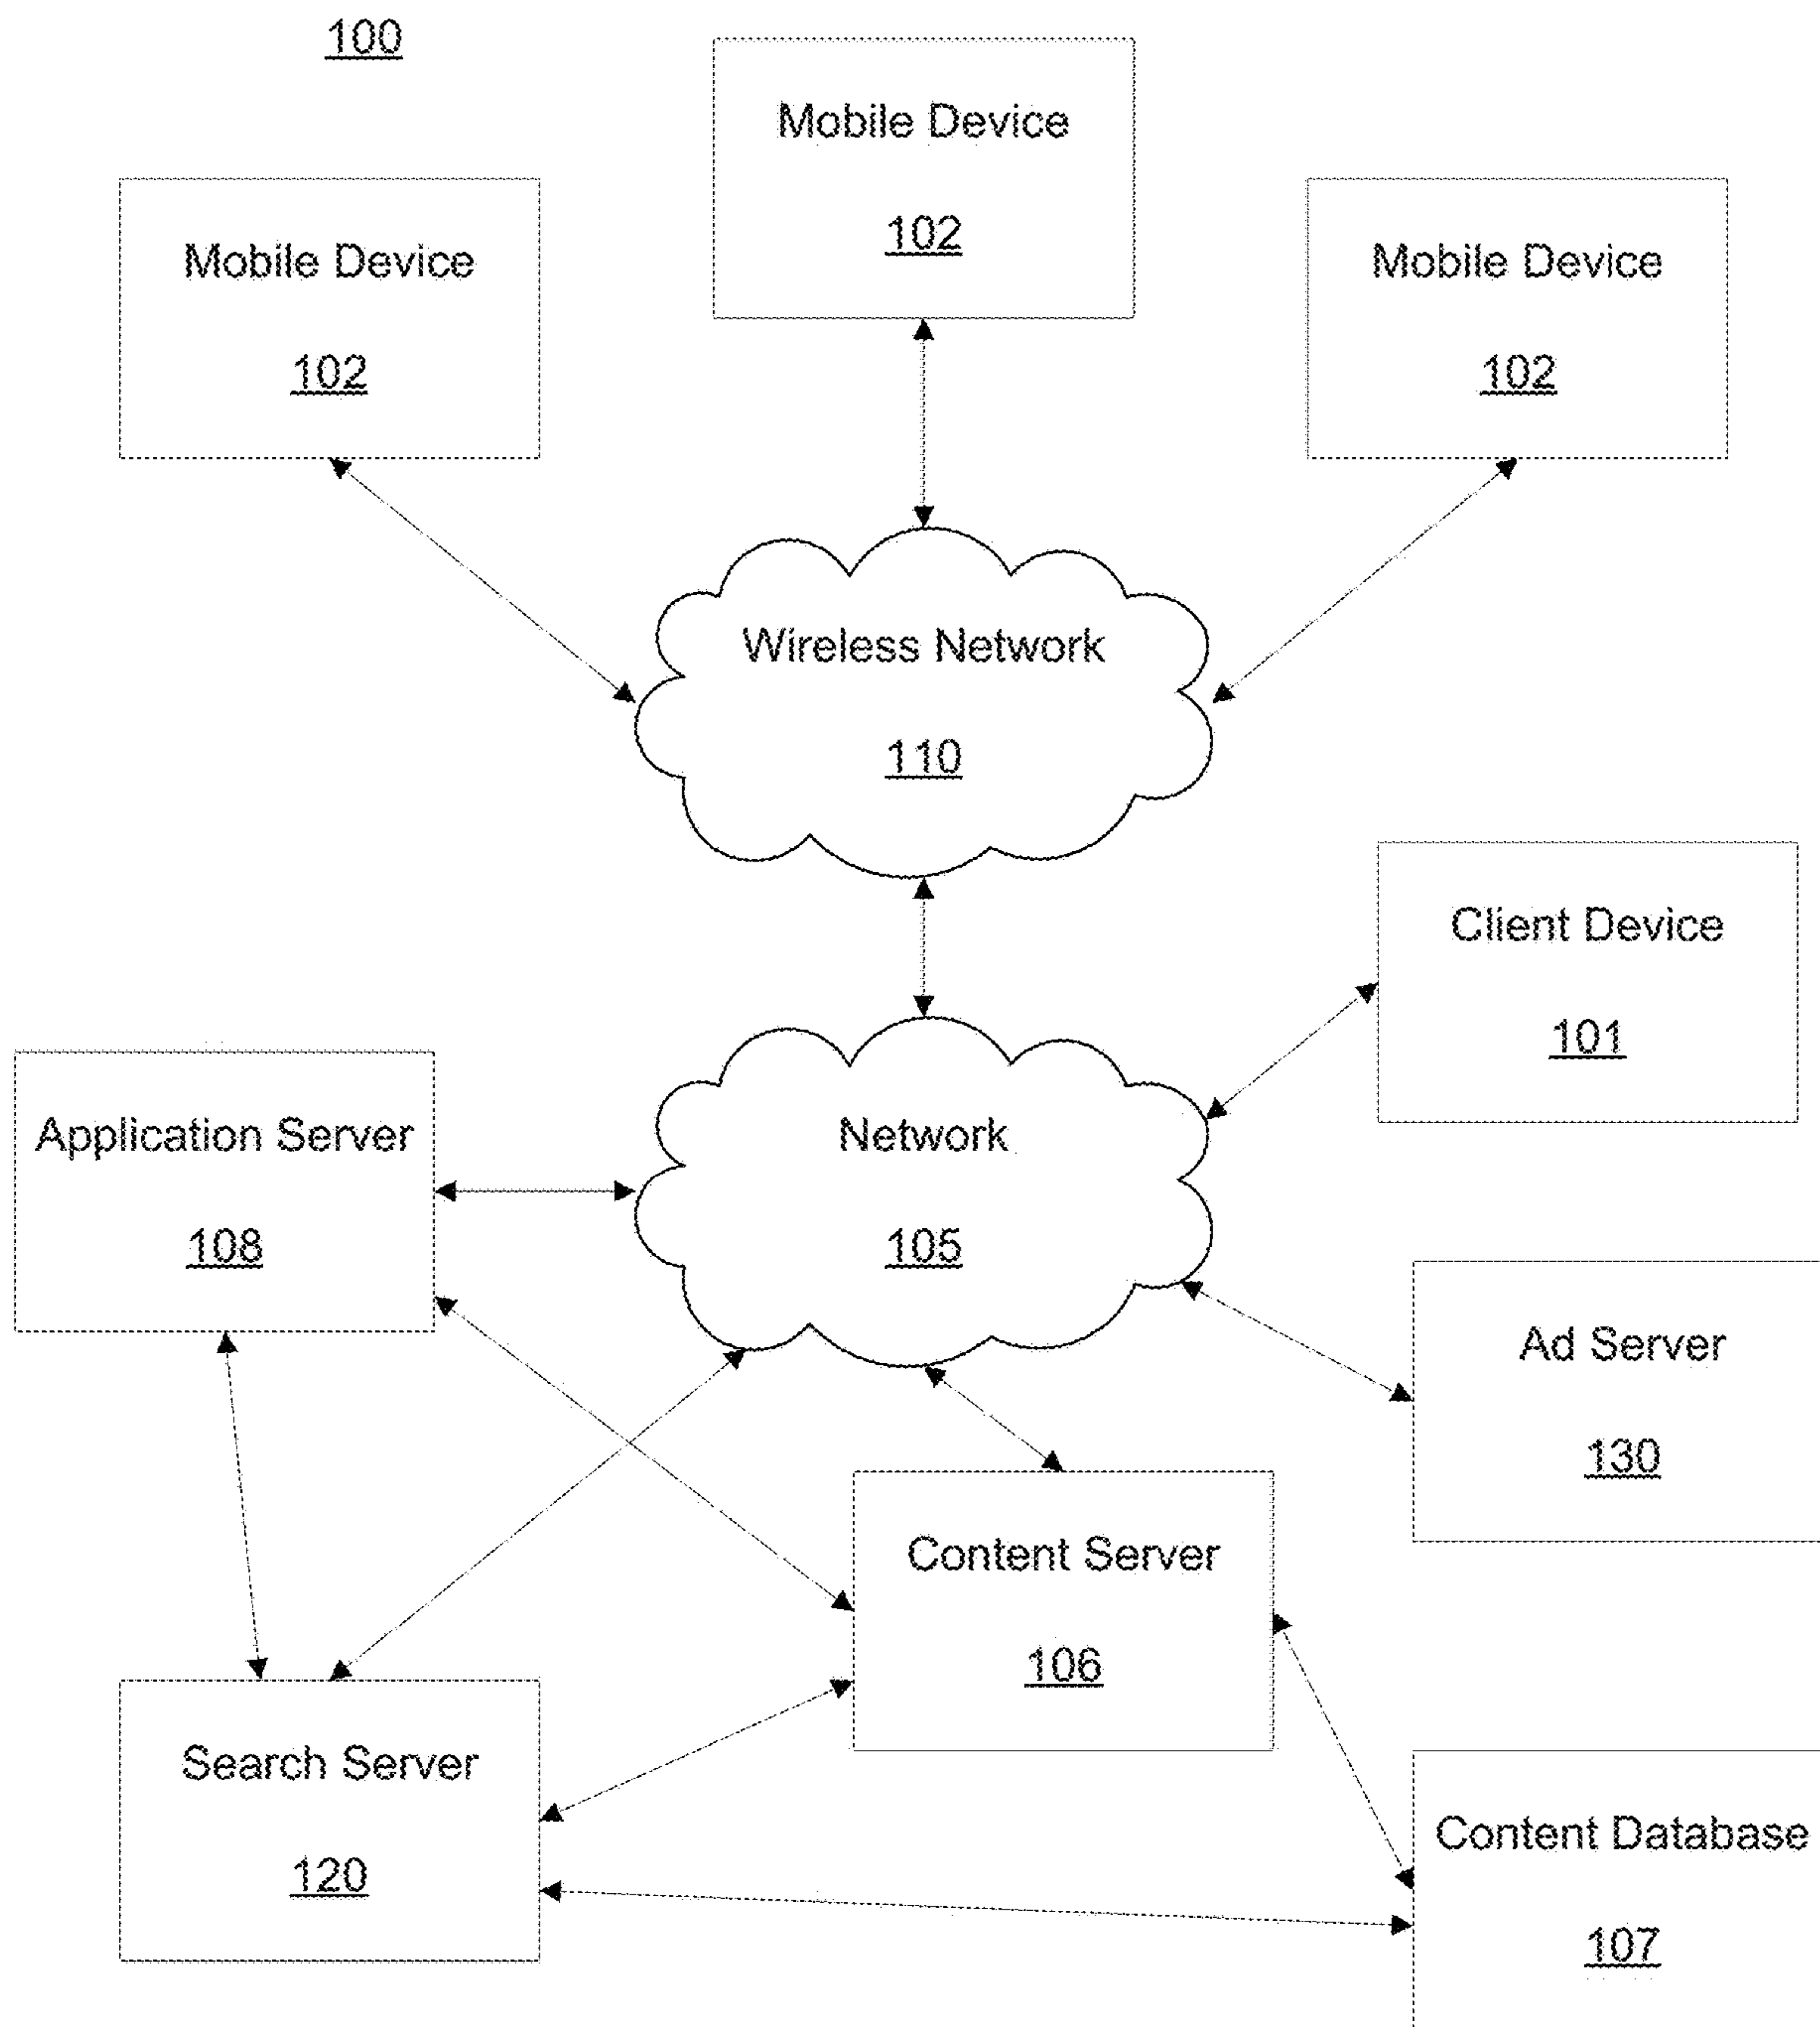 100
Mobile Device
102
Mobile Device
102
Mobile Device
102
Wireless Network
110
Client Device
101
Application Server
108
Network
105
Ad Server
130
Content Server
106
Search Server
120
Content Database
107